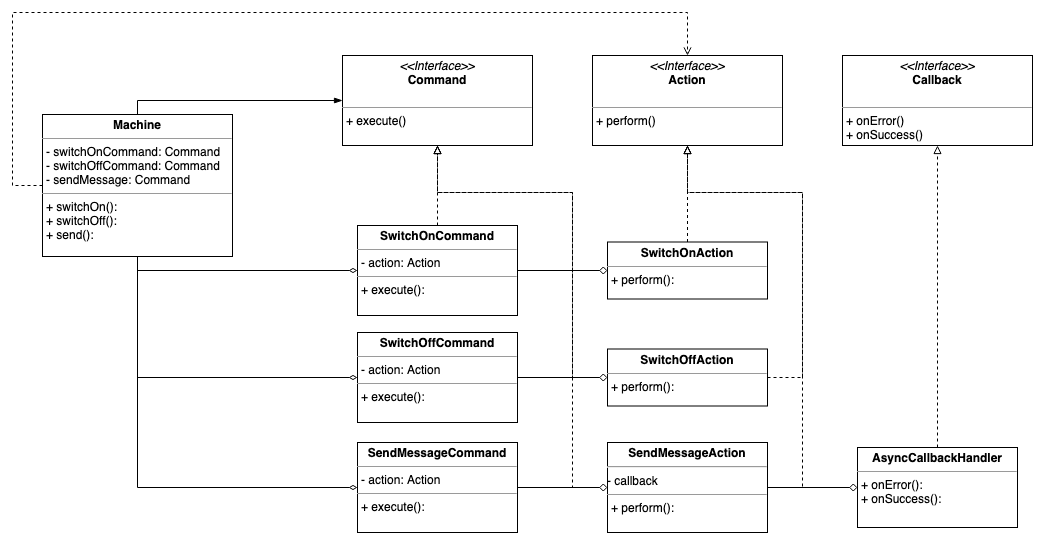 <<Interface>>
Command
+ execute()
<<Interface>>
Action
+ perform()
<<Interface>>
Callback
+ onError()
+ onSuccess()
Machine
- switchOnCommand: Command
- switchOffCommand: Command
- sendMessage: Command
+ switchOn():
+ switchOff():
+ send():
SwitchOnCommand
- action: Action
+ execute():
SwitchOnAction
+ perform():
SwitchOffCommand
- action: Action
+ execute():
SwitchOffAction
+ perform():
SendMessageCommand
- action: Action
+ execute():
SendMessageAction
- callback
+ perform():
AsyncCallbackHandler
+ onError():
+ onSuccess():